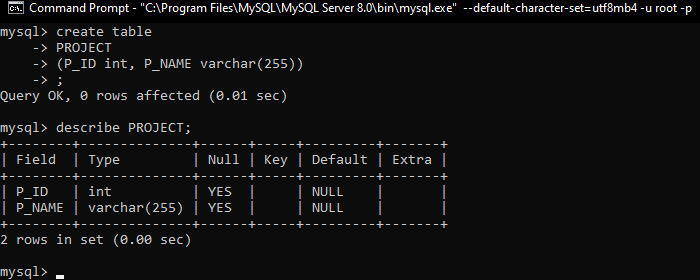 Command Prompt - "C:\Program Files\MySQL\MySQL Server 8.0\bin\mysql.exe"  --default-character-set=utf8mb4 -u root -p
mysql> create table
    -> PROJECT
    -> (P_ID int, P_NAME varchar(255))
    -> ;
Query OK, 0 rows affected (0.01 sec)

mysql> describe PROJECT;
+--------+--------------+------+-----+---------+-------+
| Field  | Type         | Null | Key | Default | Extra |
+--------+--------------+------+-----+---------+-------+
| P_ID   | int          | YES  |     | NULL    |       |
| P_NAME | varchar(255) | YES  |     | NULL    |       |
+--------+--------------+------+-----+---------+-------+
2 rows in set (0.00 sec)

mysql> _